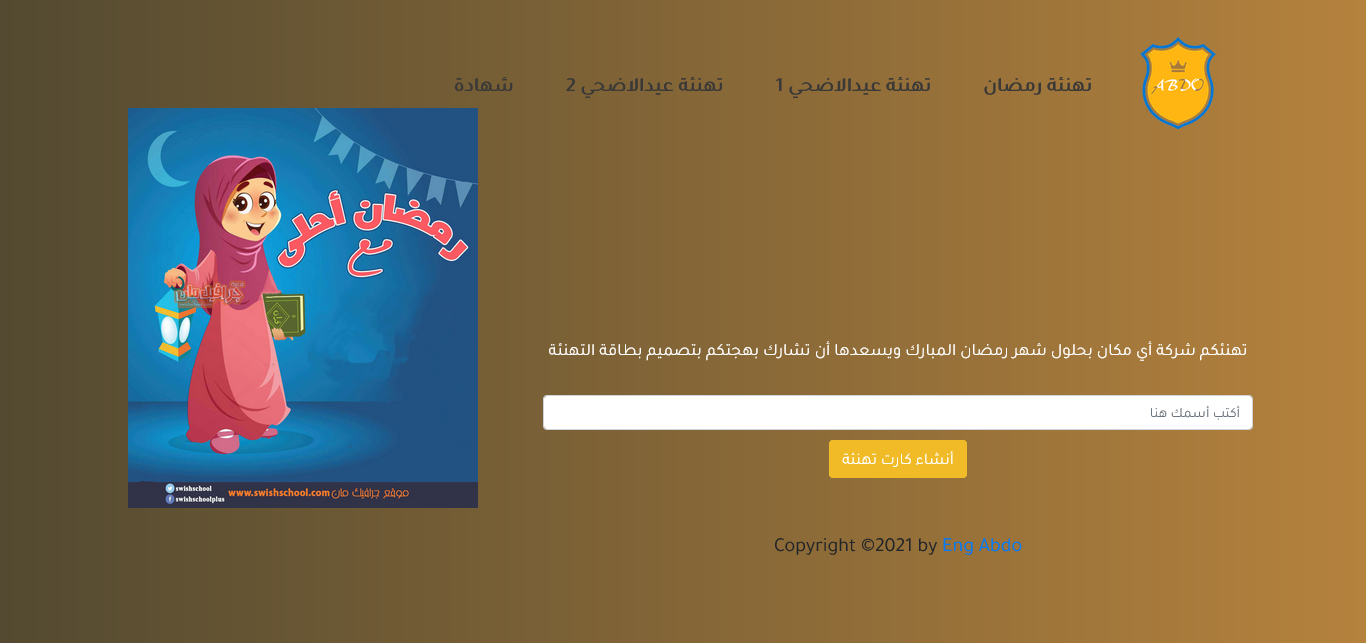 ABDO
تهنئة رمضان
تهنئة عيدالاضحي 1
تهنئة عيدالاضحي 2
شهادة
رمضان أحلى
مع
جرافيك مان
swishschool
swishschoolplus
www.swishschool.com موقع جرافيك مان
تهنئكم شركة أي مكان بحلول شهر رمضان المبارك ويسعدها أن تشارك بهجتكم بتصميم بطاقة التهنئة
أكتب أسمك هنا
أنشاء كارت تهنئة
Copyright ©2021 by Eng Abdo